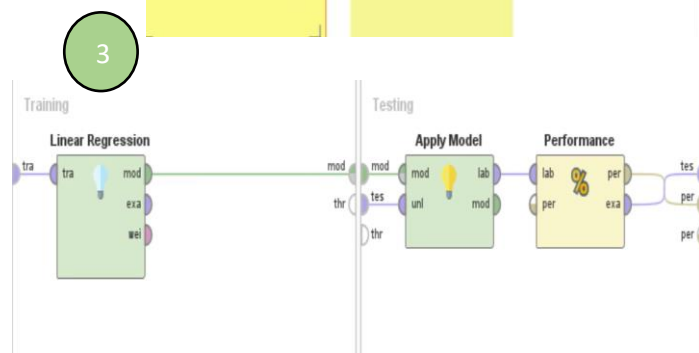 3
Training
Testing
Linear Regression
Apply Model
Performance
tra
tra
mod
mod
mod
mod
lab
lab
per
tes
exa
thr
tes
unl
mod
per
exa
per
wei
thr
per
%